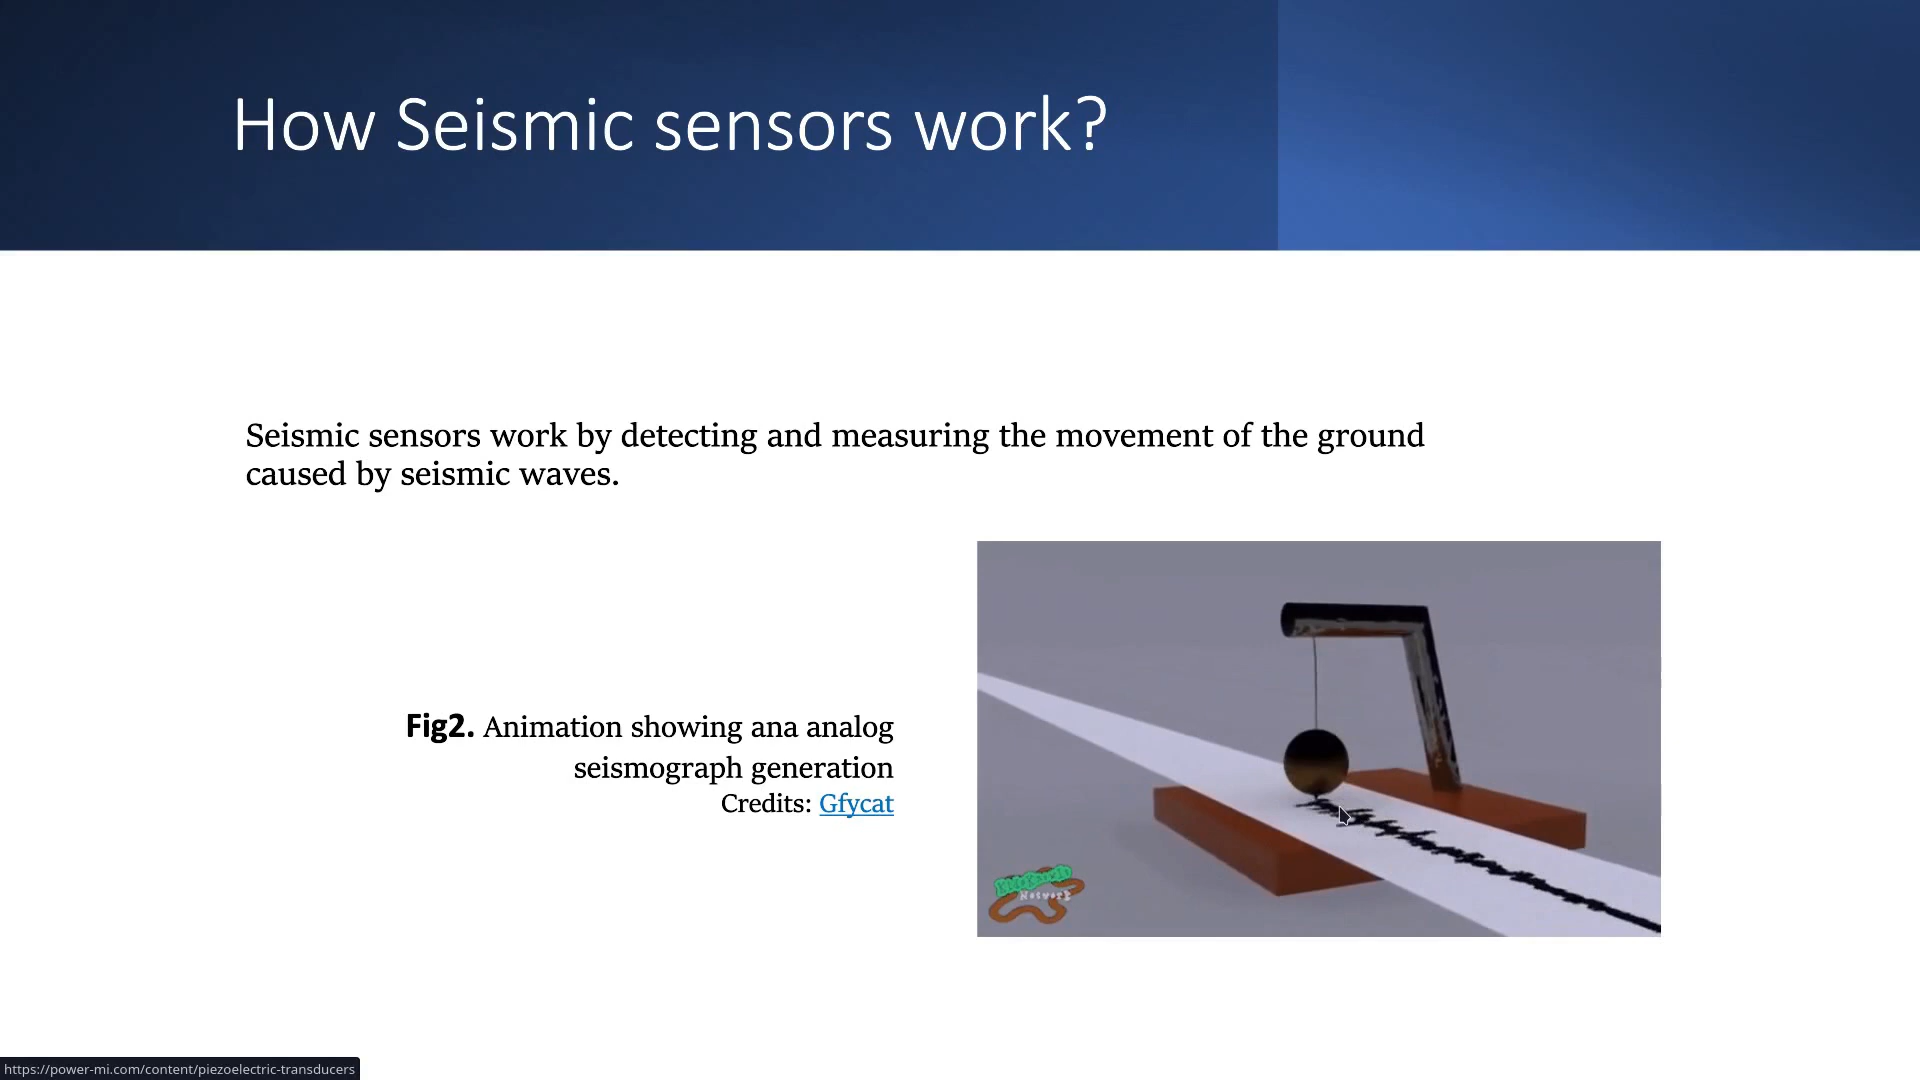 How Seismic sensors work?
Seismic sensors work by detecting and measuring the movement of the ground
caused by seismic waves.
Fig2. Animation showing ana analog
seismograph generation
Credits: Gfycat
Network
https://power-mi.com/content/piezoelectric-transducers